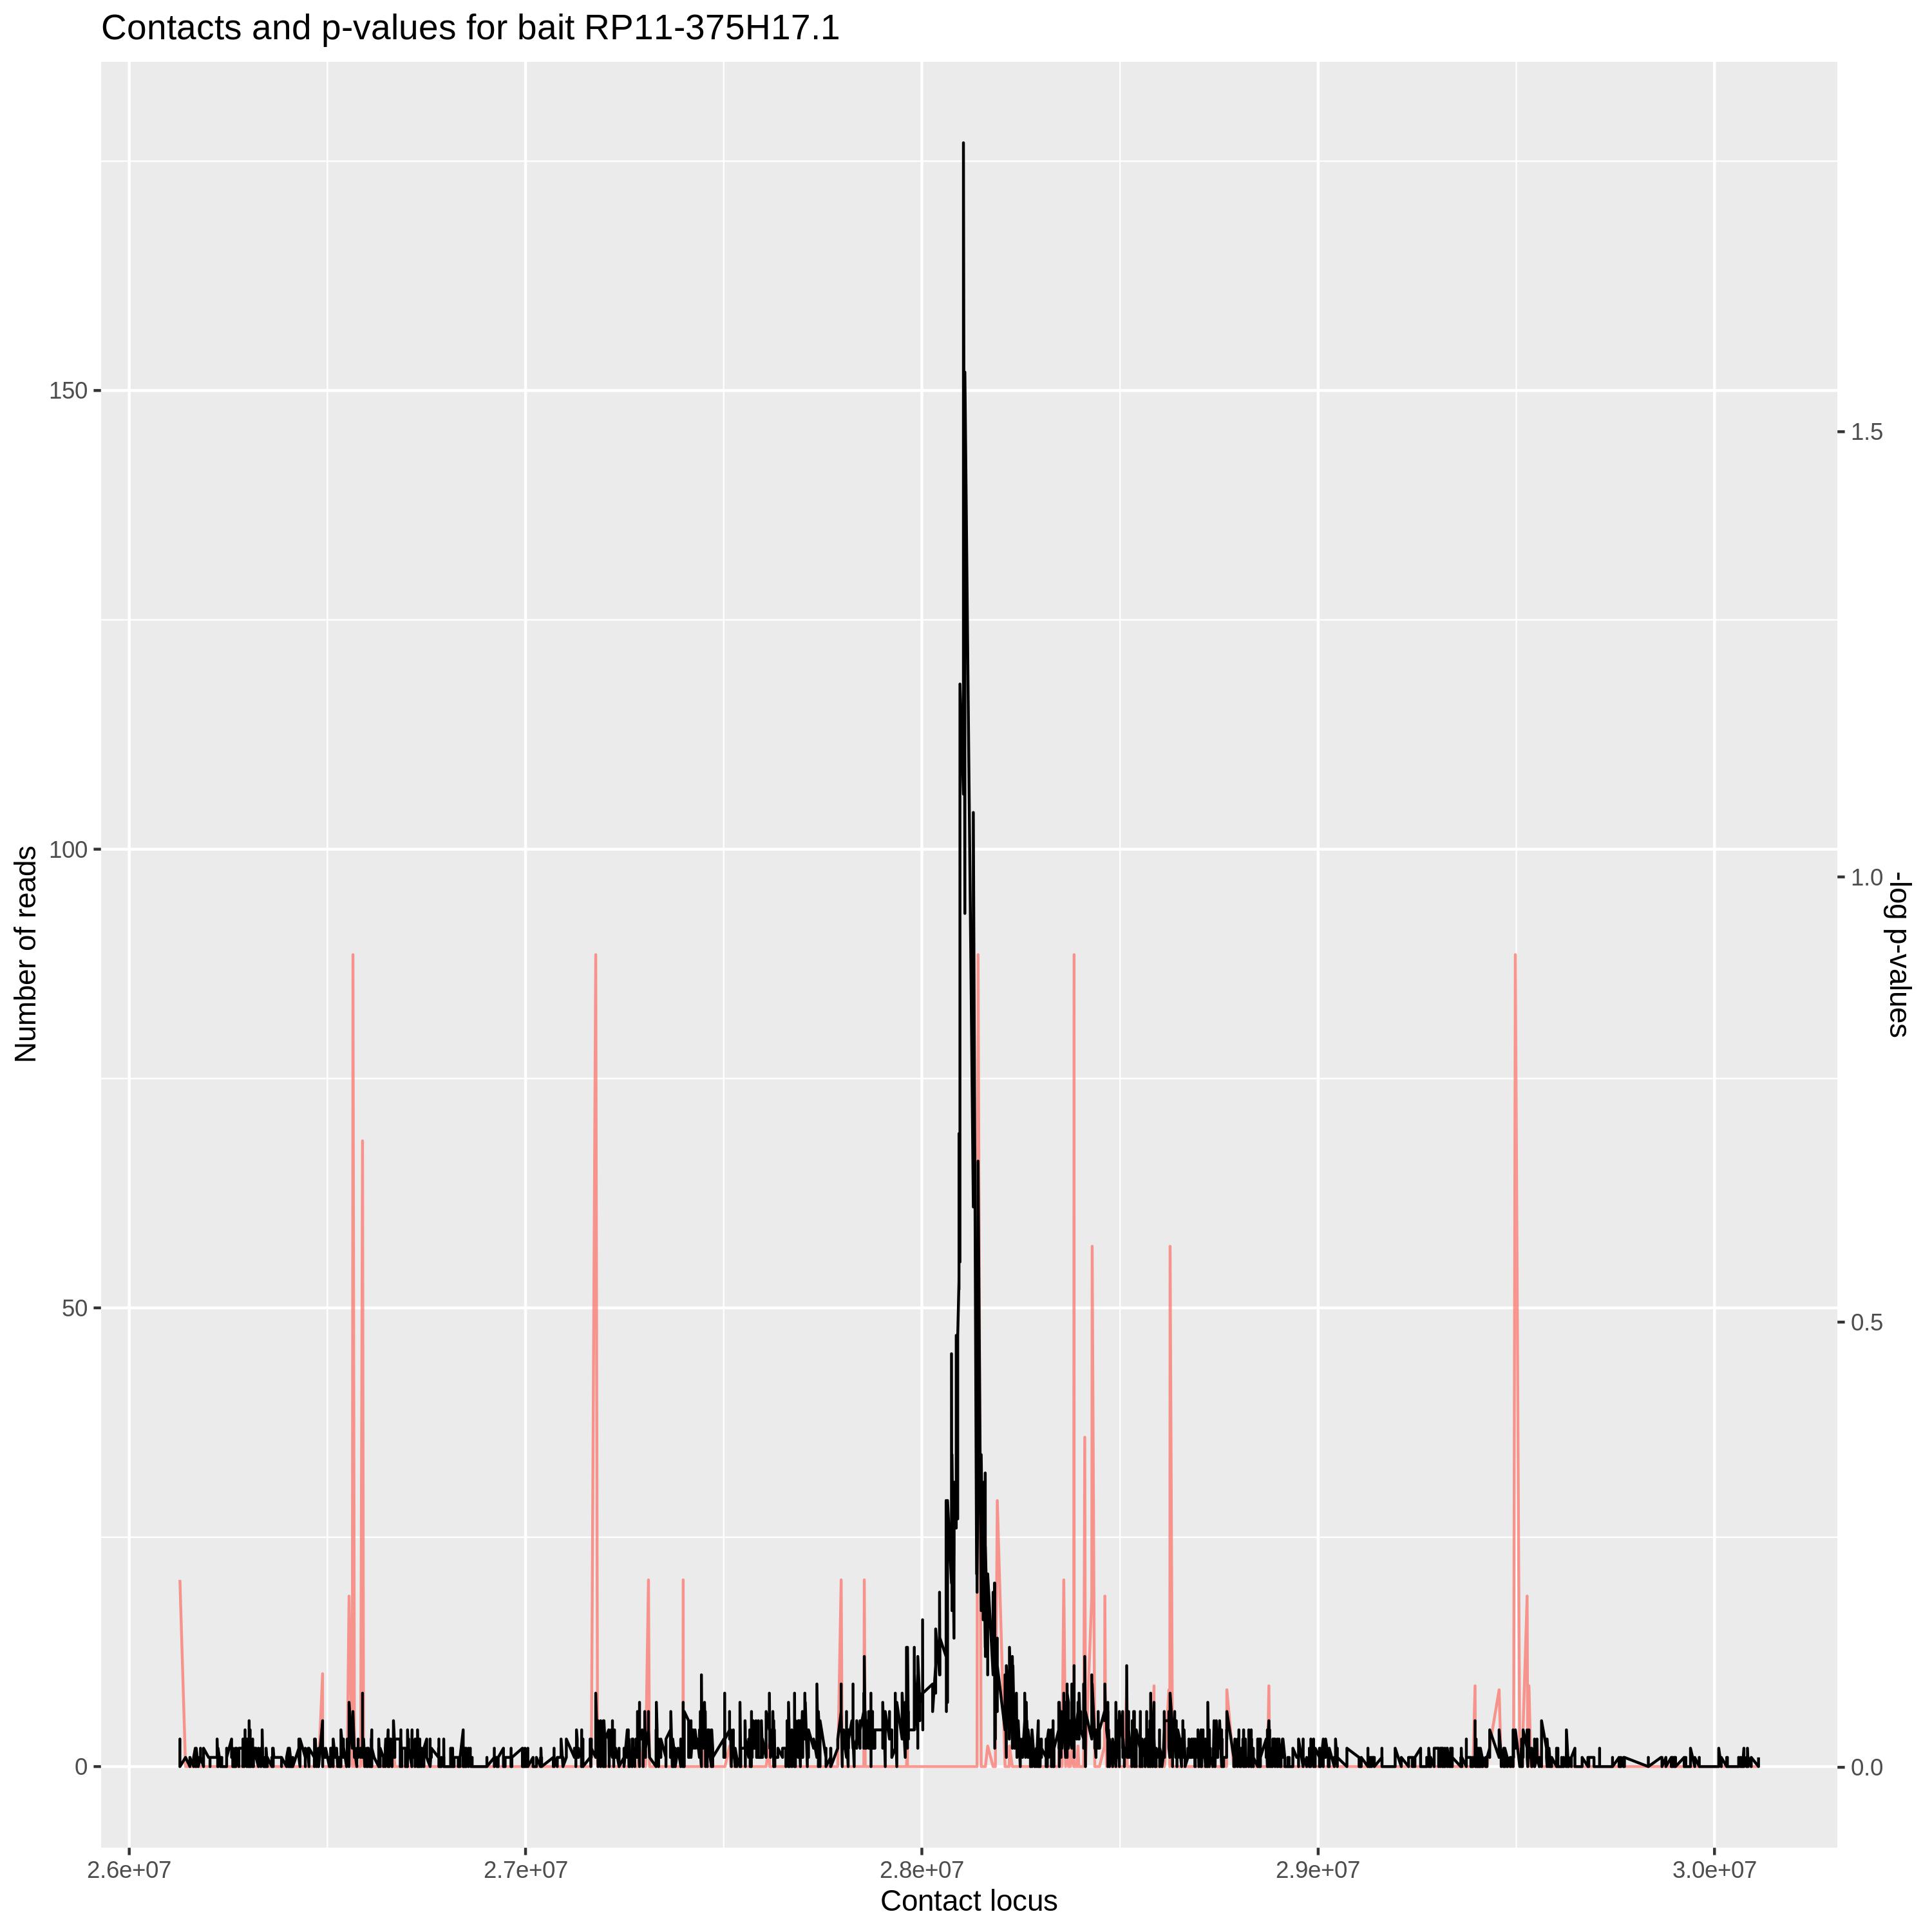 Contacts and p-values for bait RP11-375H17.1
150
100
50
0
Number of reads
1.5
1.0
0.5
0.0
-log p-values
2.6e+07
2.7e+07
2.8e+07
2.9e+07
3.0e+07
Contact locus